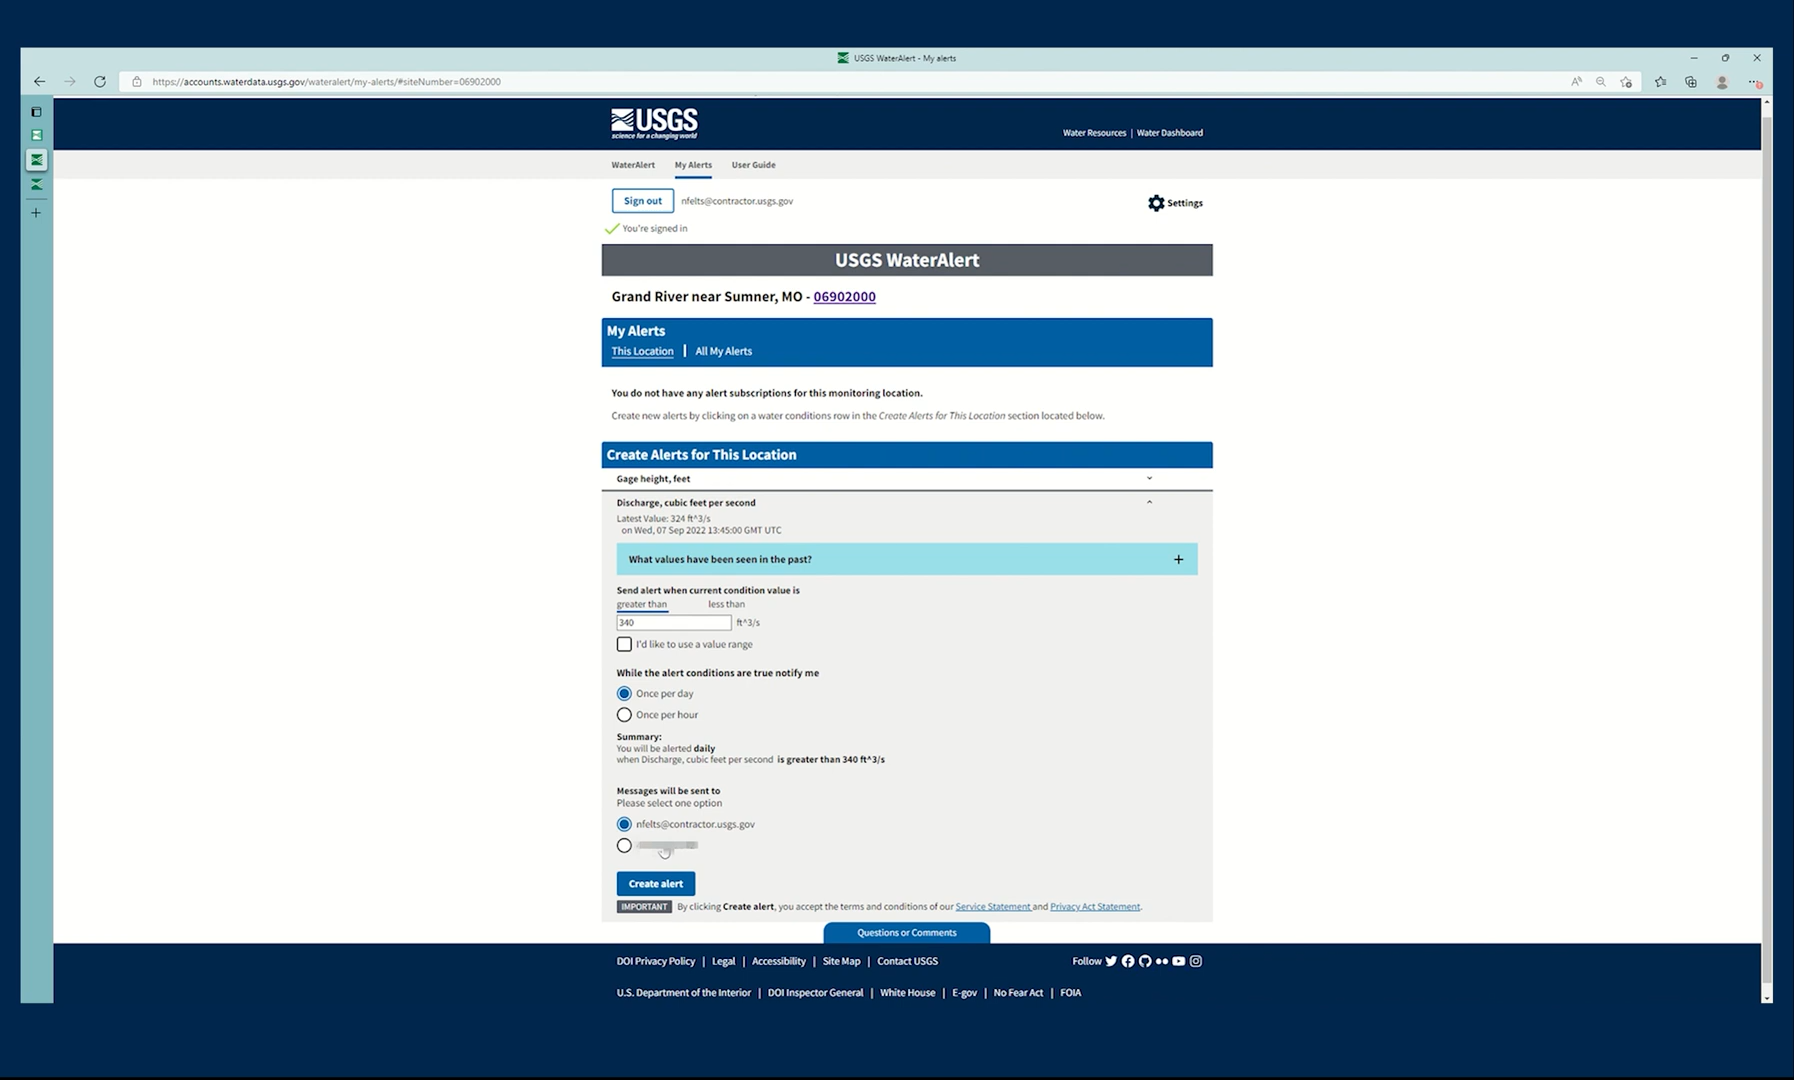 USGS WaterAlert - My alerts
https://accounts.waterdata.usgs.gov/wateralert/my-alerts/#siteNumber=06902000
USGS
science for a changing world
Water Resources | Water Dashboard
WaterAlert My Alerts User Guide
Sign out nfelts@contractor.usgs.gov
Settings
You're signed in
USGS WaterAlert
Grand River near Sumner, MO - 06902000
My Alerts
This Location | All My Alerts
You do not have any alert subscriptions for this monitoring location.
Create new alerts by clicking on a water conditions row in the Create Alerts for This Location section located below.
Create Alerts for This Location
Gage height, feet
Discharge, cubic feet per second
Latest Value: 324 ft^3/s
on Wed, 07 Sep 2022 13:45:00 GMT UTC
What values have been seen in the past? +
Send alert when current condition value is
greater than less than
340 ft^3/s
I'd like to use a value range
While the alert conditions are true notify me
Once per day
Once per hour
Summary:
You will be alerted daily
when Discharge, cubic feet per second is greater than 340 ft^3/s
Messages will be sent to
Please select one option
nfelts@contractor.usgs.gov
Create alert
IMPORTANT By clicking Create alert, you accept the terms and conditions of our Service Statement and Privacy Act Statement.
Questions or Comments
DOI Privacy Policy | Legal | Accessibility | Site Map | Contact USGS
Follow
U.S. Department of the Interior | DOI Inspector General | White House | E-gov | No Fear Act | FOIA